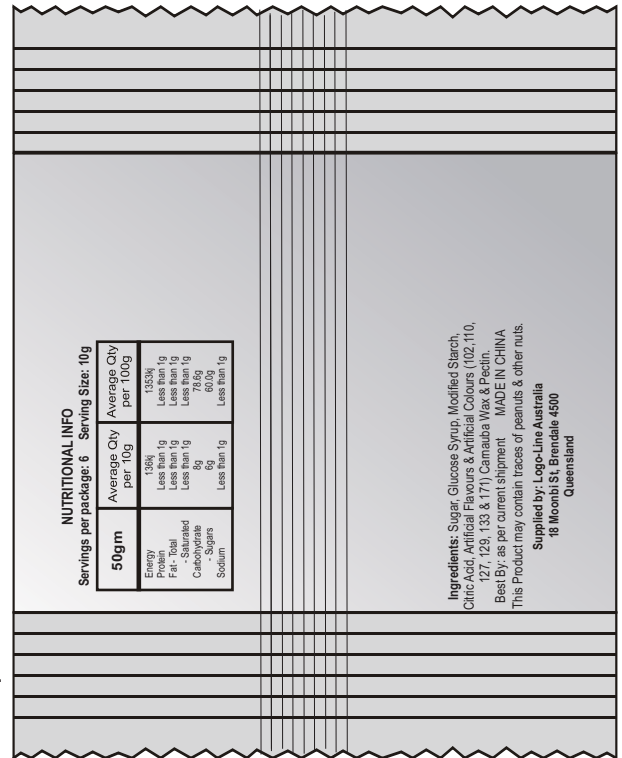 NUTRITIONAL INFO
Servings per package: 6 Serving Size: 10g
50gm Average Qty per 10g Average Qty per 100g
Energy 136kj 1353kj
Protein Less than 1g Less than 1g
Fat - Total Less than 1g Less than 1g
- Saturated Less than 1g Less than 1g
Carbohydrate 8g 78.6g
- Sugars 6g 60.0g
Sodium Less than 1g Less than 1g
Ingredients: Sugar, Glucose Syrup, Modified Starch,
Citric Acid, Artificial Flavours & Artificial Colours (102,110,
127, 129, 133 & 171) Carnauba Wax & Pectin.
Best By: as per current shipment MADE IN CHINA
This Product may contain traces of peanuts & other nuts.
Supplied by: Logo-Line Australia
18 Moonbi St, Brendale 4500
Queensland